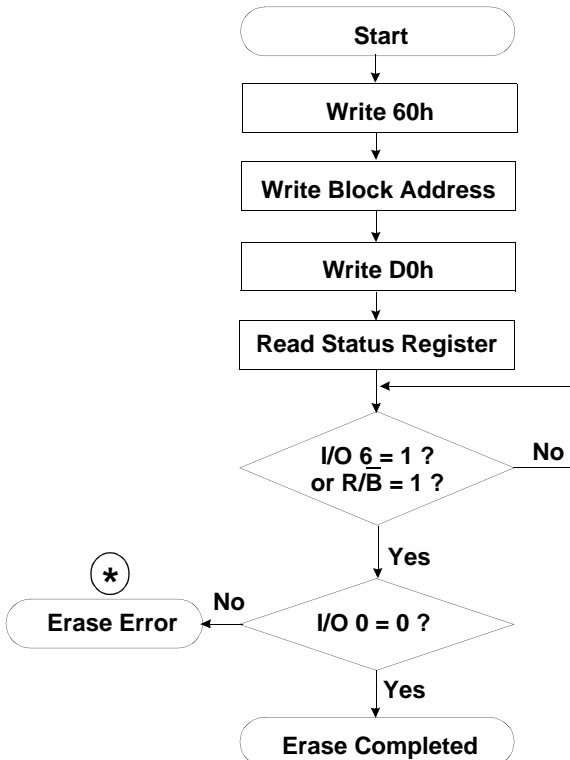 Start
Write 60h
Write Block Address
Write D0h
Read Status Register
I/O 6 = 1 ?
or R/B̅ = 1 ?
No
Yes
*
No
Erase Error
I/O 0 = 0 ?
Yes
Erase Completed